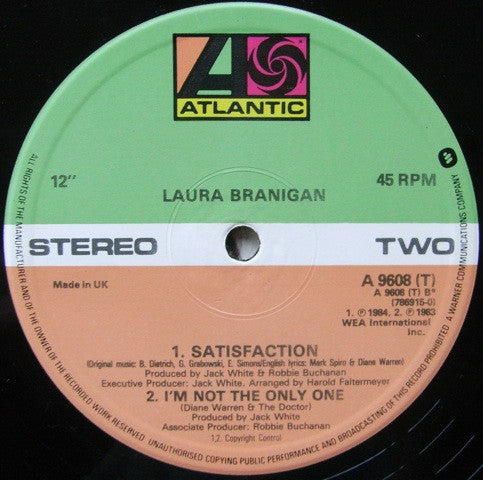 ATLANTIC
12"
LAURA BRANIGAN
45 RPM
STEREO
TWO
Made in UK
A 9608 (T)
A 9608 (T) B°
(786915-0)
1. ℗ 1984, 2. ℗ 1983
WEA International
Inc.
1. SATISFACTION
(Original music: B. Dietrich, G. Grabowski, E. Simons/English lyrics: Mark Spiro & Diane Warren)
Produced by Jack White & Robbie Buchanan
Executive Producer: Jack White. Arranged by Harold Faltermeyer
2. I'M NOT THE ONLY ONE
(Diane Warren & The Doctor)
Produced by Jack White
Associate Producer: Robbie Buchanan
1,2. Copyright Control
ALL RIGHTS OF THE MANUFACTURER AND OF THE OWNER OF THE RECORDED WORK RESERVED UNAUTHORISED COPYING PUBLIC PERFORMANCE AND BROADCASTING OF THIS RECORD PROHIBITED A WARNER COMMUNICATIONS COMPANY